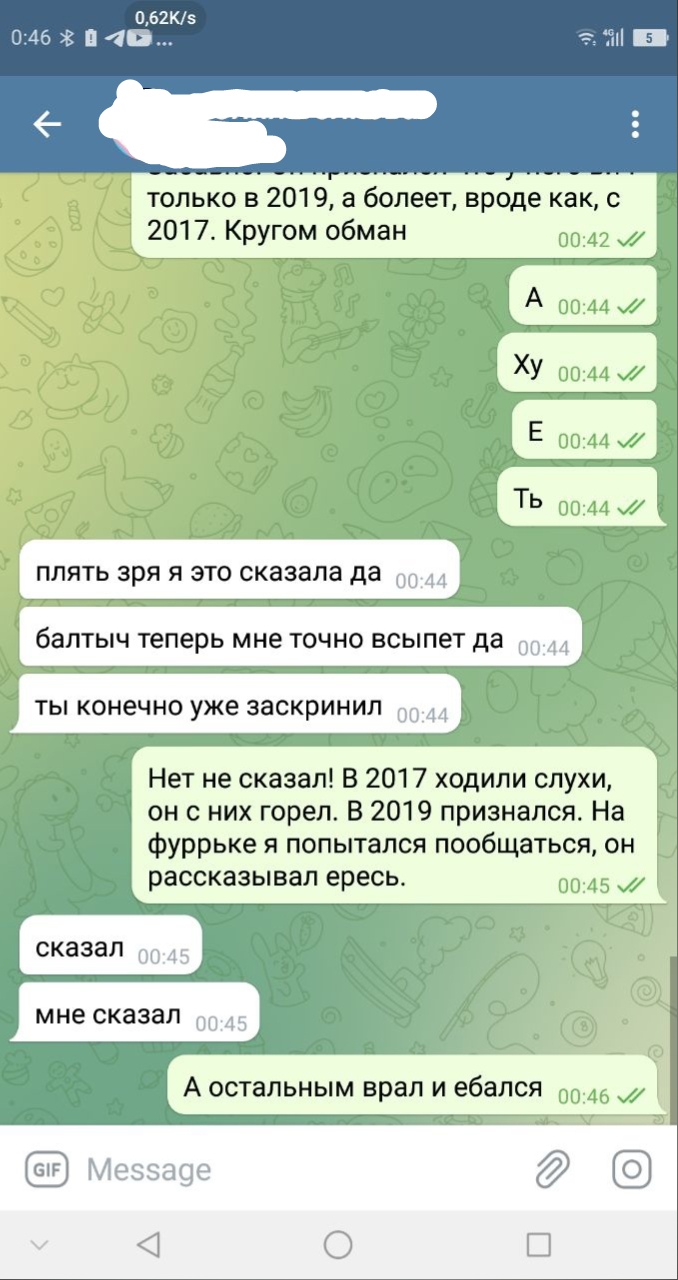 0,62K/s
0:46
4G
5
только в 2019, а болеет, вроде как, с
2017. Кругом обман
00:42
А 00:44
Ху 00:44
Е 00:44
Ть 00:44
плять зря я это сказала да 00:44
балтыч теперь мне точно всыпет да 00:44
ты конечно уже заскринил 00:44
Нет не сказал! В 2017 ходили слухи,
он с них горел. В 2019 признался. На
фуррьке я попытался пообщаться, он
рассказывал ересь.
00:45
сказал 00:45
мне сказал 00:45
А остальным врал и ебался 00:46
GIF Message